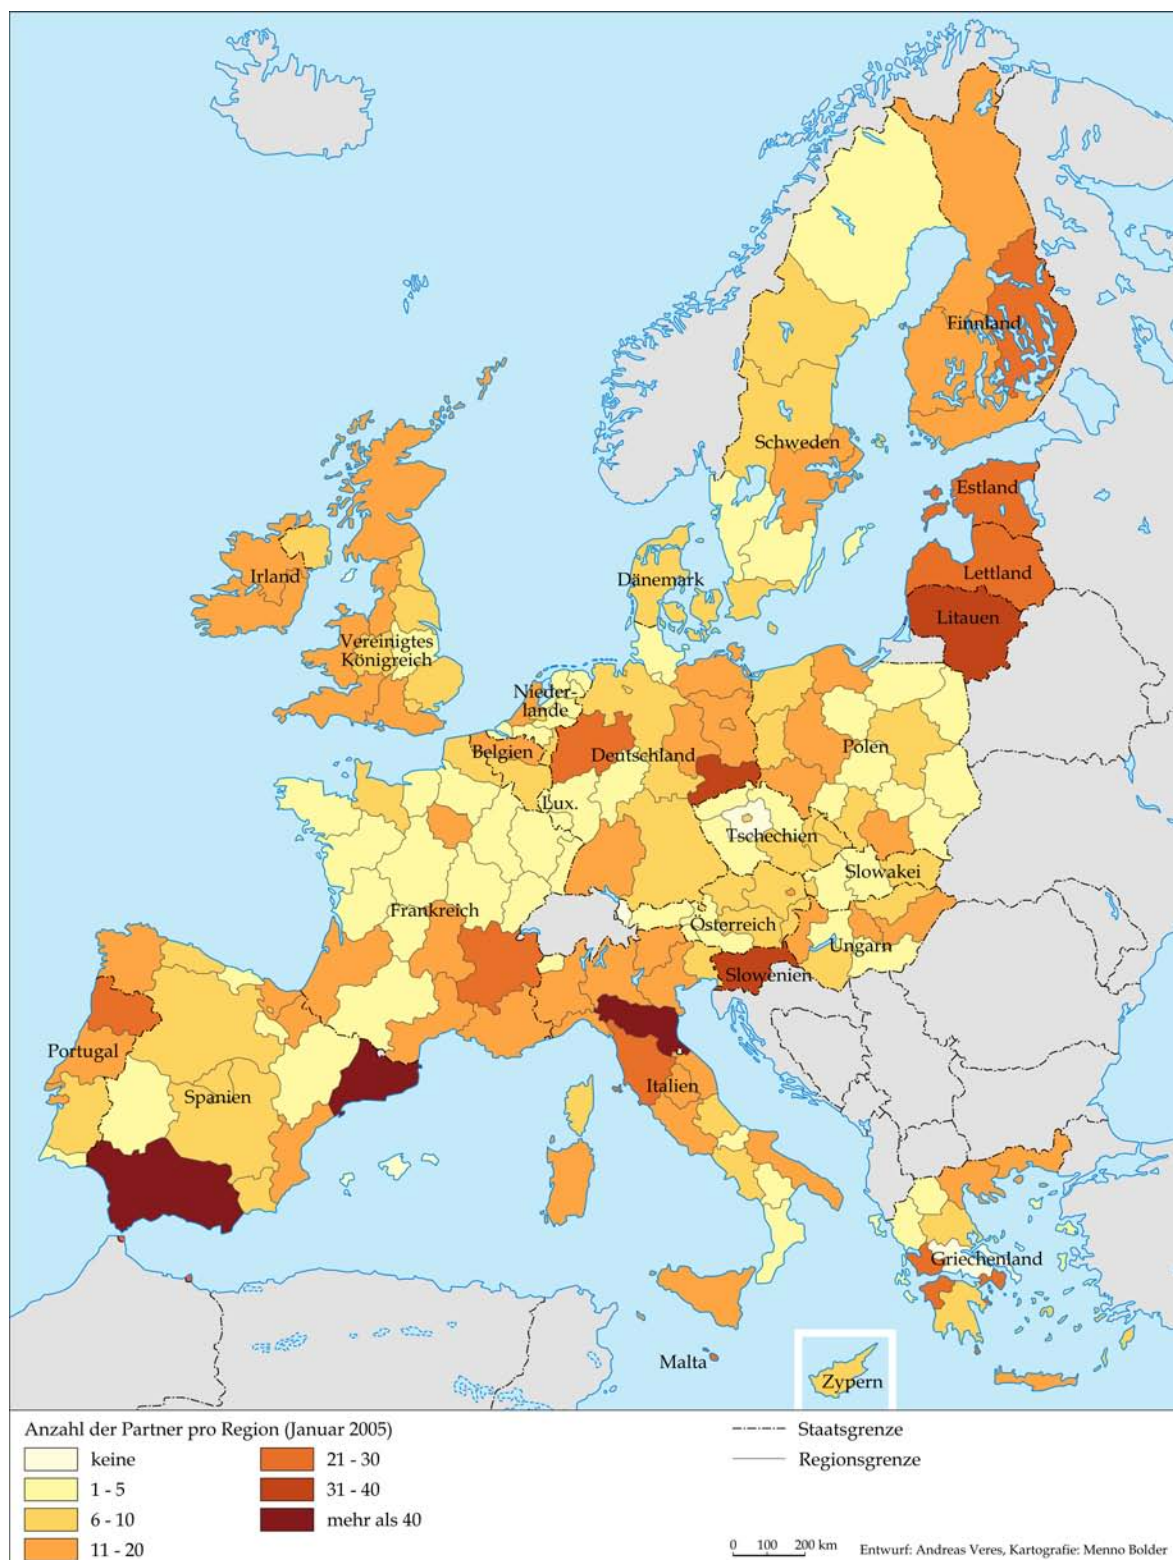 Finnland
Schweden
Estland
Lettland
Litauen
Dänemark
Irland
Vereinigtes
Königreich
Nieder-
lande
Belgien
Deutschland
Polen
Lux.
Tschechien
Slowakei
Frankreich
Österreich
Ungarn
Slowenien
Portugal
Spanien
Italien
Griechenland
Malta
Zypern
Anzahl der Partner pro Region (Januar 2005)
keine
1 - 5
6 - 10
11 - 20
21 - 30
31 - 40
mehr als 40
Staatsgrenze
Regionsgrenze
0 100 200 km
Entwurf: Andreas Veres, Kartografie: Menno Bolder